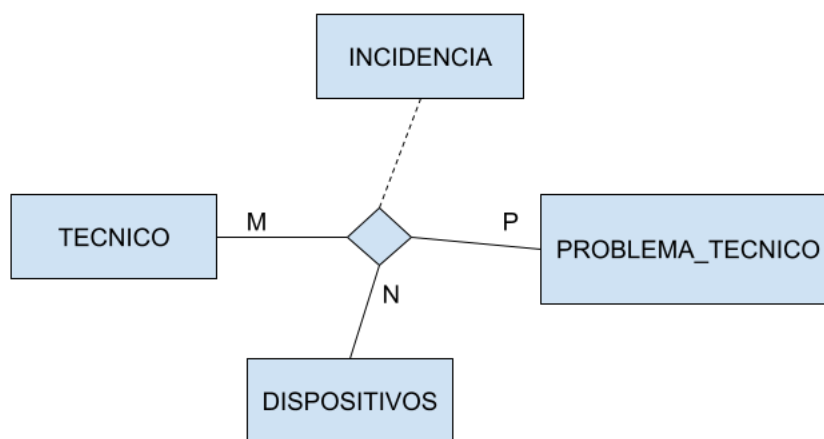 INCIDENCIA
TECNICO
M
P
PROBLEMA_TECNICO
N
DISPOSITIVOS